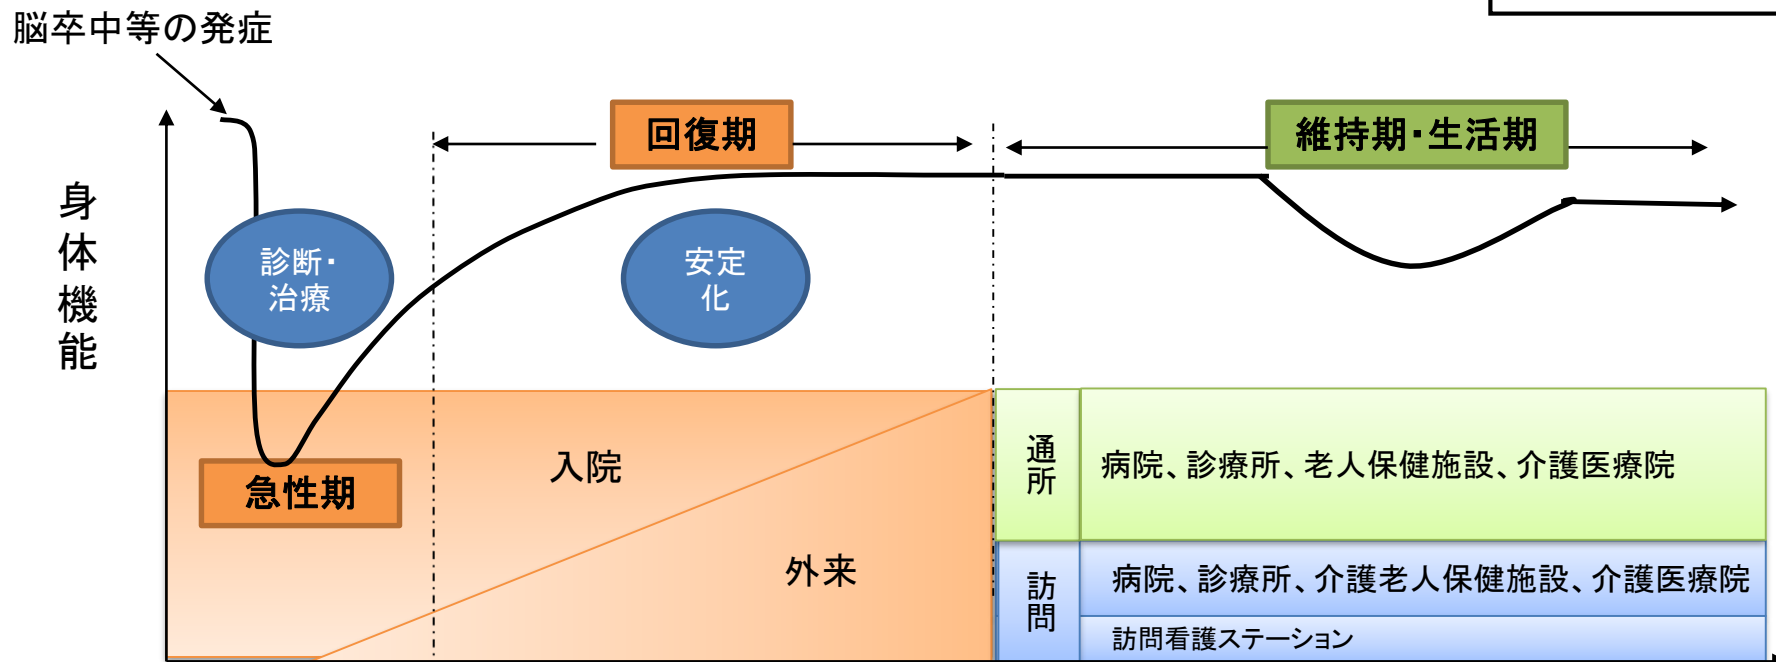 脳卒中等の発症
回復期
維持期・生活期
身体機能
診断・
治療
安定
化
急性期
入院
外来
通所
病院、診療所、老人保健施設、介護医療院
訪問
病院、診療所、介護老人保健施設、介護医療院
訪問看護ステーション